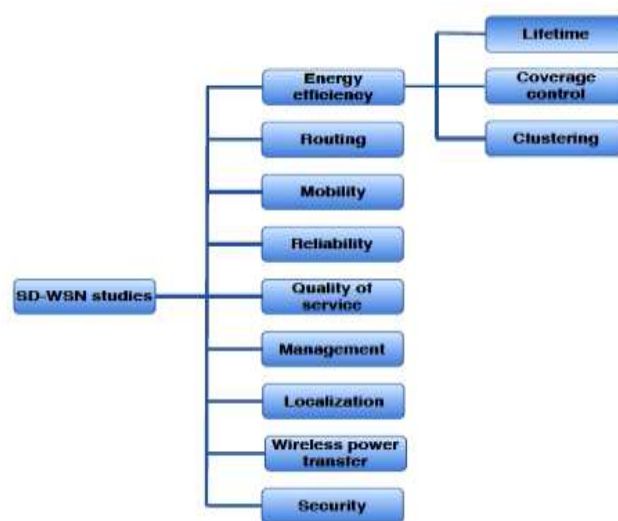 SD-WSN studies
Energy
efficiency
Routing
Mobility
Reliability
Quality of
service
Management
Localization
Wireless power
transfer
Security
Lifetime
Coverage
control
Clustering